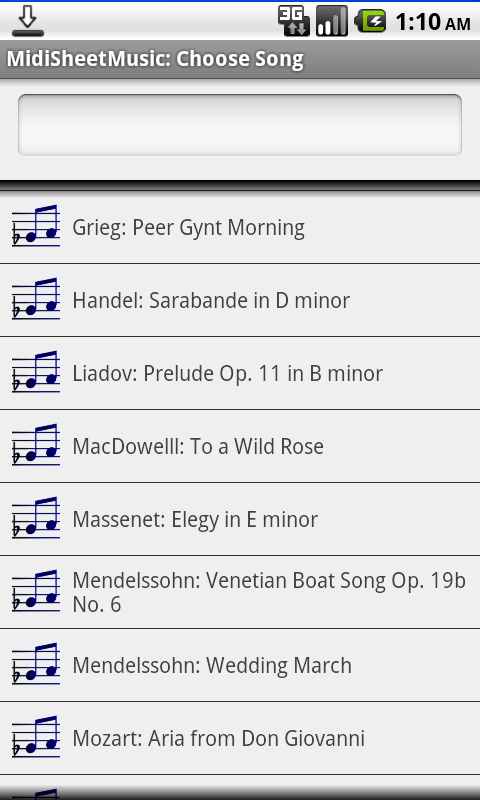 3G
1:10 AM
MidiSheetMusic: Choose Song
Grieg: Peer Gynt Morning
Handel: Sarabande in D minor
Liadov: Prelude Op. 11 in B minor
MacDowelll: To a Wild Rose
Massenet: Elegy in E minor
Mendelssohn: Venetian Boat Song Op. 19b
No. 6
Mendelssohn: Wedding March
Mozart: Aria from Don Giovanni